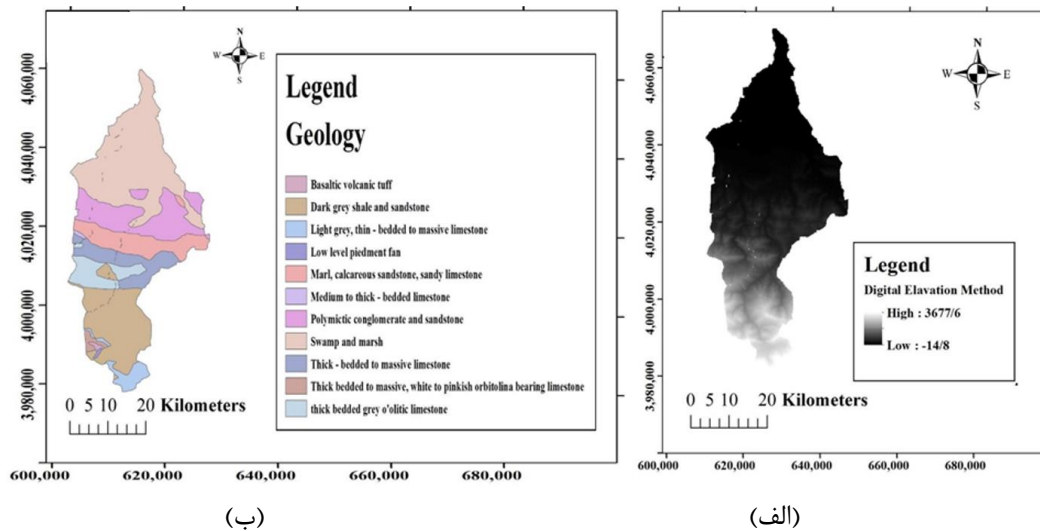 N
W E
S
Legend
Geology
Basaltic volcanic tuff
Dark grey shale and sandstone
Light grey, thin - bedded to massive limestone
Low level piedment fan
Marl, calcareous sandstone, sandy limestone
Medium to thick - bedded limestone
Polymictic conglomerate and sandstone
Swamp and marsh
Thick - bedded to massive limestone
Thick bedded to massive, white to pinkish orbitolina bearing limestone
thick bedded grey o'olitic limestone
4,060,000
4,040,000
4,020,000
4,000,000
3,980,000
0 5 10 20 Kilometers
600,000 620,000 640,000 660,000 680,000
(ب)
N
W E
S
Legend
Digital Elavation Method
High : 3677/6
Low : -14/8
4,060,000
4,040,000
4,020,000
4,000,000
3,980,000
0 5 10 20 Kilometers
600,000 620,000 640,000 660,000 680,000
(الف)